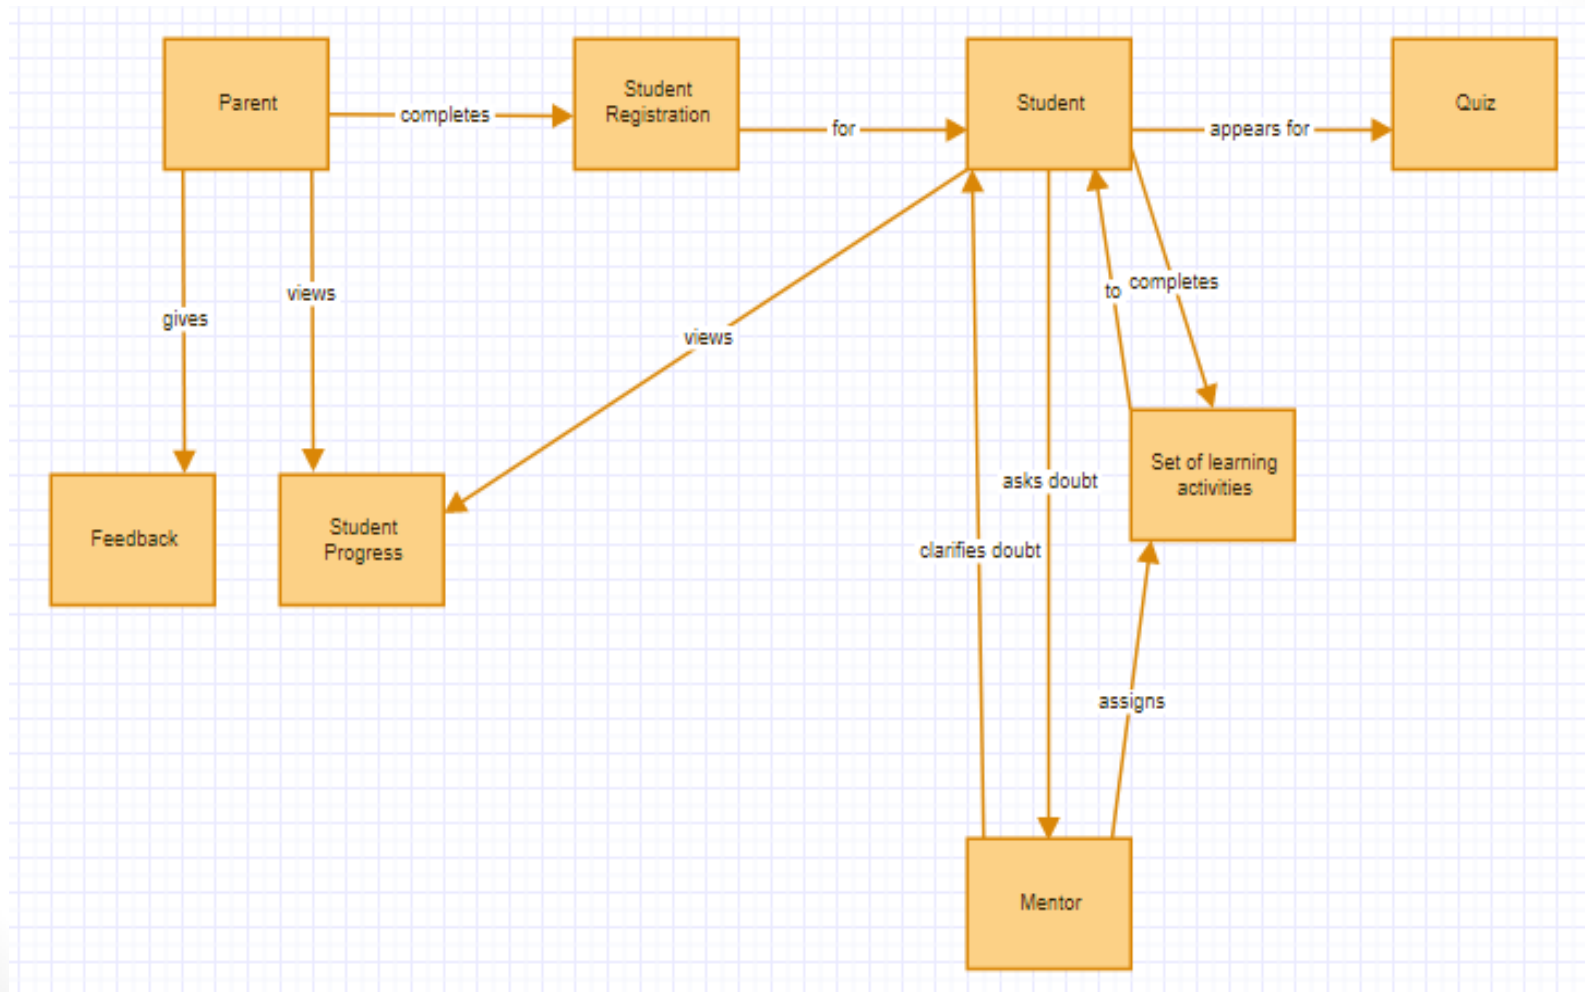 Parent
completes
Student
Registration
for
Student
appears for
Quiz
gives
views
views
to
completes
Feedback
Student
Progress
asks doubt
clarifies doubt
Set of learning
activities
assigns
Mentor